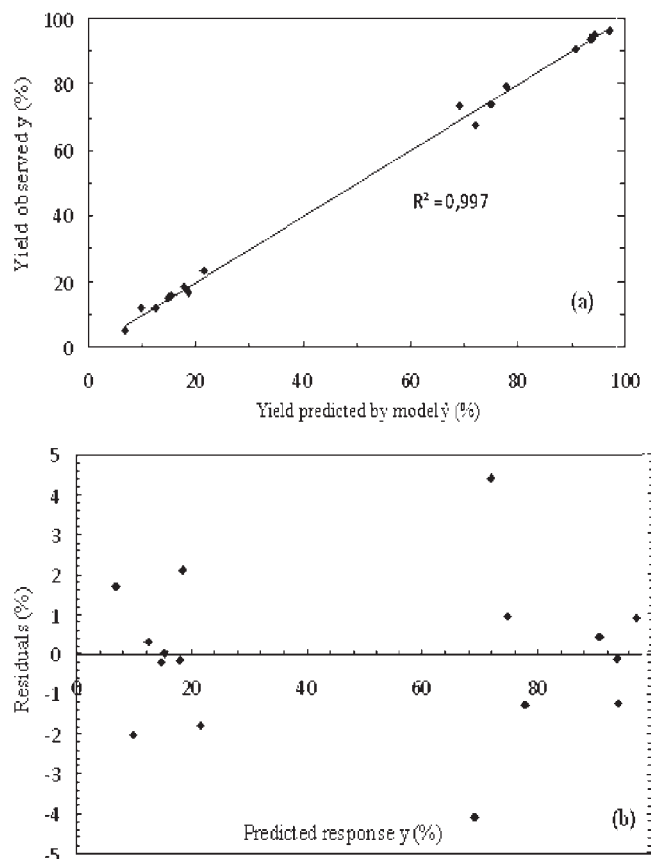 100
80
60
40
20
0
Yield observed y (%)
R² = 0,997
(a)
0 20 40 60 80 100
Yield predicted by model ŷ (%)
5
4
3
2
1
0
-1
-2
-3
-4
-5
Residuals (%)
0 20 40 60 80
Predicted response y (%)
(b)